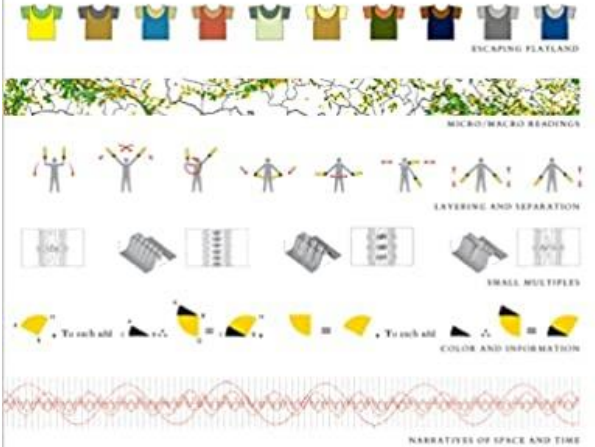 ESCAPING FLATLAND
MICRO/MACRO READINGS
LAYERING AND SEPARATION
SMALL MULTIPLES
To each add
To each add
COLOR AND INFORMATION
NARRATIVES OF SPACE AND TIME